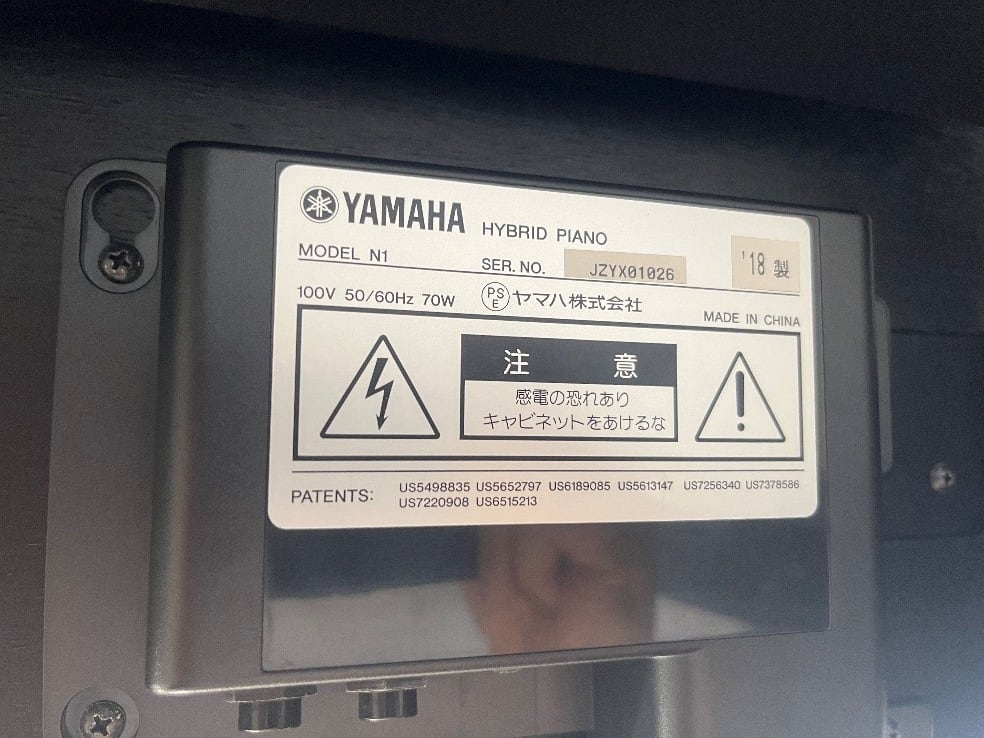 YAMAHA HYBRID PIANO
MODEL N1 SER. NO. JZYX01026 '18 製
100V 50/60Hz 70W PSE ヤマハ株式会社 MADE IN CHINA
注 意
感電の恐れあり
キャビネットをあけるな
PATENTS: US5498835 US5652797 US6189085 US5613147 US7256340 US7378586
US7220908 US6515213